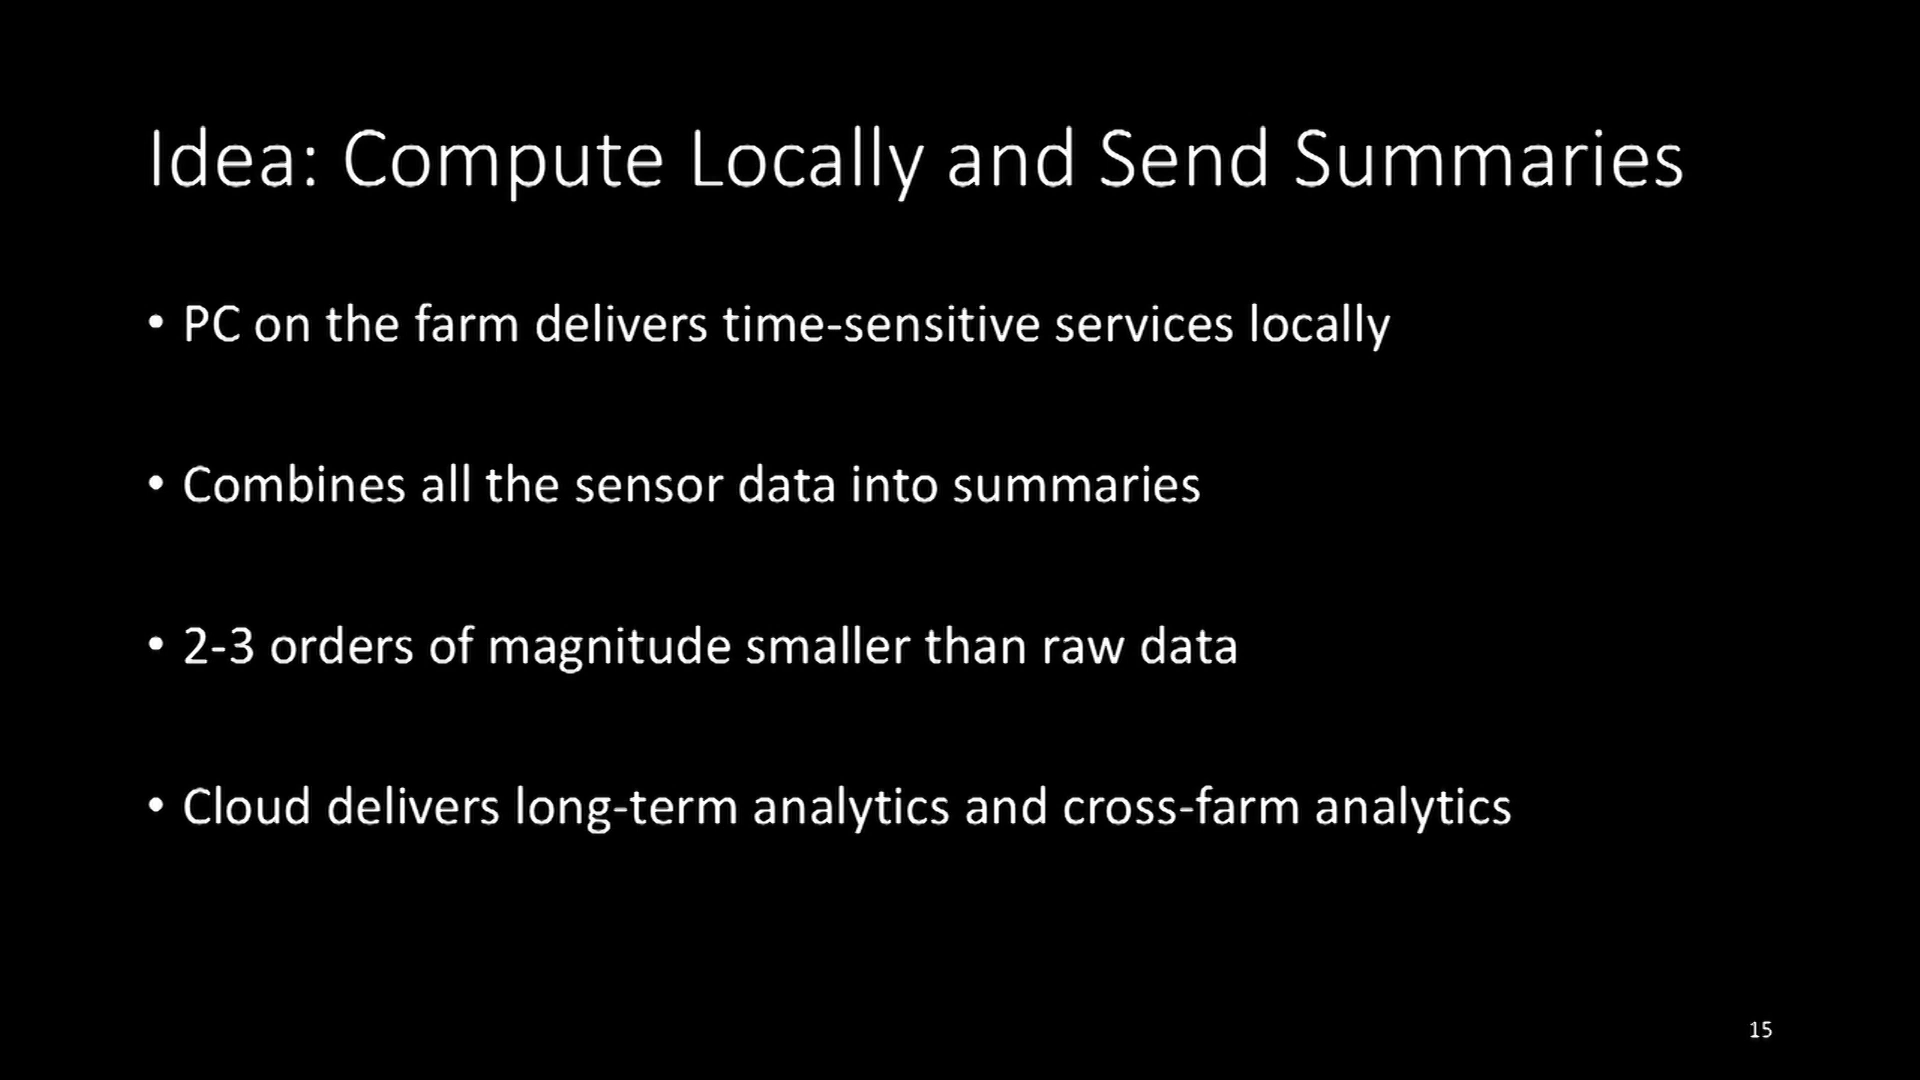 Idea: Compute Locally and Send Summaries
• PC on the farm delivers time-sensitive services locally
• Combines all the sensor data into summaries
• 2-3 orders of magnitude smaller than raw data
• Cloud delivers long-term analytics and cross-farm analytics
15